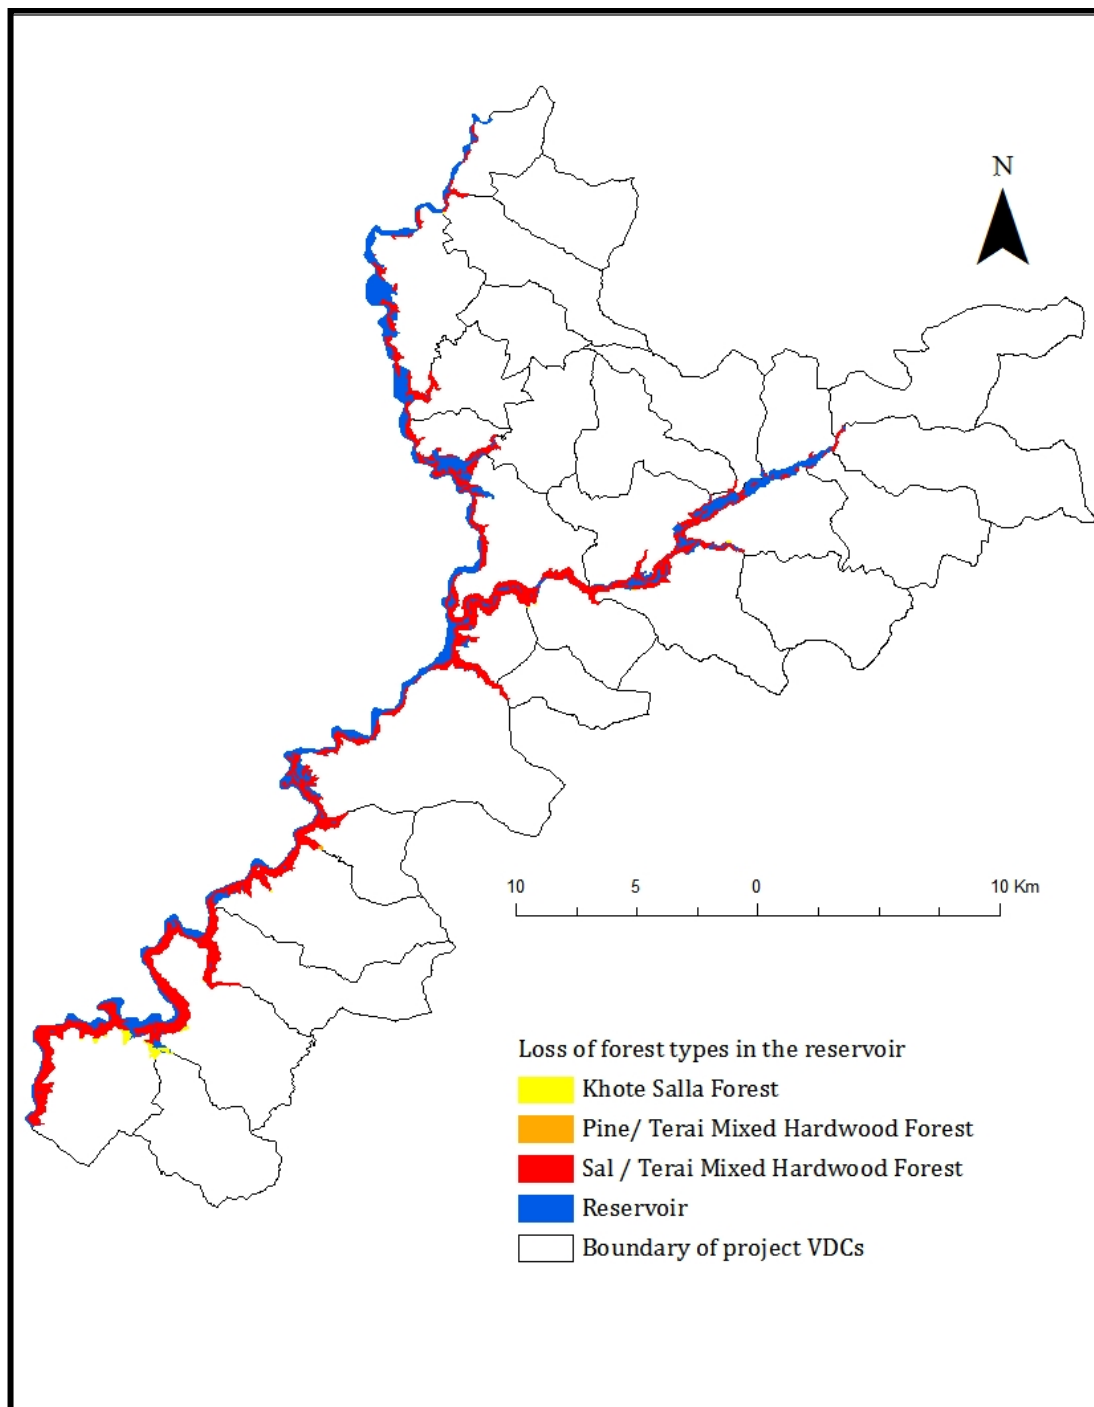 N
10 5 0 10 Km
Loss of forest types in the reservoir
Khote Salla Forest
Pine/ Terai Mixed Hardwood Forest
Sal / Terai Mixed Hardwood Forest
Reservoir
Boundary of project VDCs